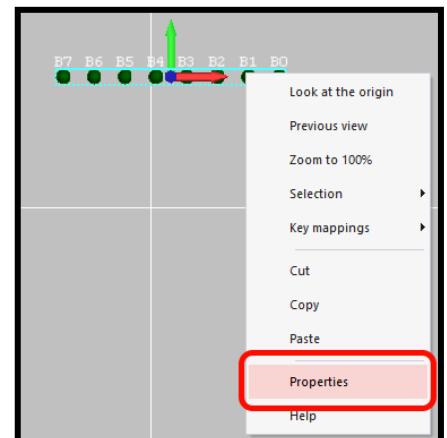 B7 B6 B5 B4 B3 B2 B1 B0
Look at the origin
Previous view
Zoom to 100%
Selection
Key mappings
Cut
Copy
Paste
Properties
Help